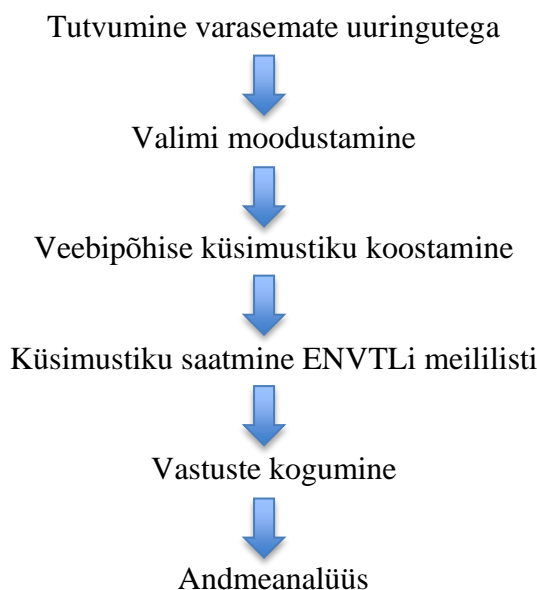 Tutvumine varasemate uuringutega
Valimi moodustamine
Veebipõhise küsimustiku koostamine
Küsimustiku saatmine ENVTLi meililisti
Vastuste kogumine
Andmeanalüüs